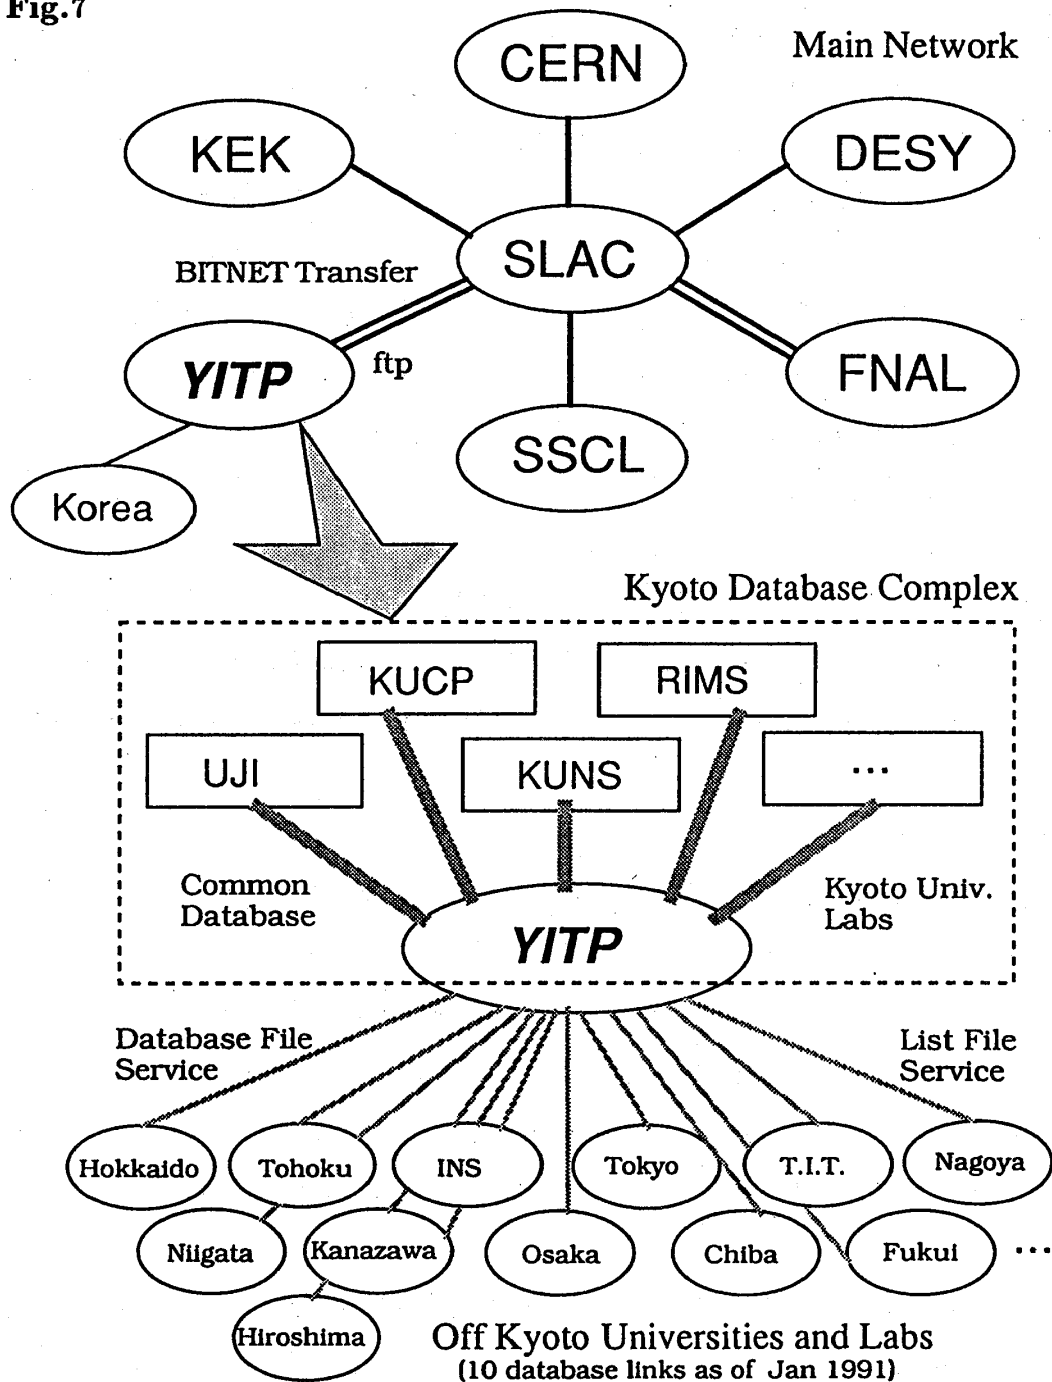 Fig.7
CERN
Main Network
KEK
DESY
SLAC
BITNET Transfer
YITP
ftp
FNAL
SSCL
Korea
Kyoto Database Complex
KUCP
RIMS
UJI
KUNS
...
Common
Database
Kyoto Univ.
Labs
YITP
Database File
Service
List File
Service
Hokkaido
Tohoku
INS
Tokyo
T.I.T.
Nagoya
Niigata
Kanazawa
Osaka
Chiba
Fukui
...
Hiroshima
Off Kyoto Universities and Labs
(10 database links as of Jan 1991)